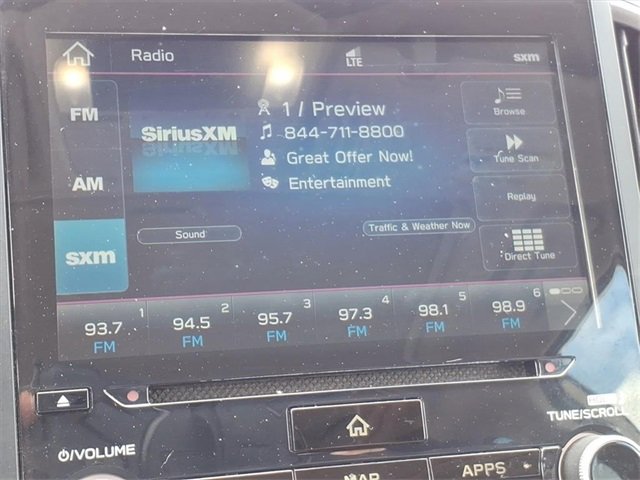 Radio
LTE
sxm
FM
AM
sxm
SiriusXM
1 / Preview
844-711-8800
Great Offer Now!
Entertainment
Browse
Tune Scan
Replay
Direct Tune
Sound
Traffic & Weather Now
93.7 1
FM
94.5 2
FM
95.7 3
FM
97.3 4
FM
98.1 5
FM
98.9 6
FM
/VOLUME
MAP
APPS
TUNE/SCROLL